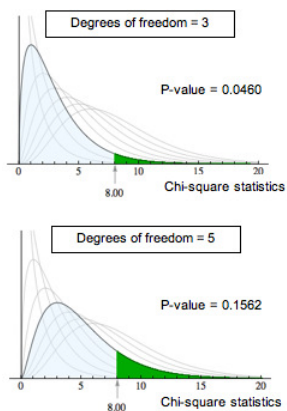 Degrees of freedom = 3
P-value = 0.0460
0 5 10 15 20
8.00
Chi-square statistics
Degrees of freedom = 5
P-value = 0.1562
0 5 10 15 20
8.00
Chi-square statistics